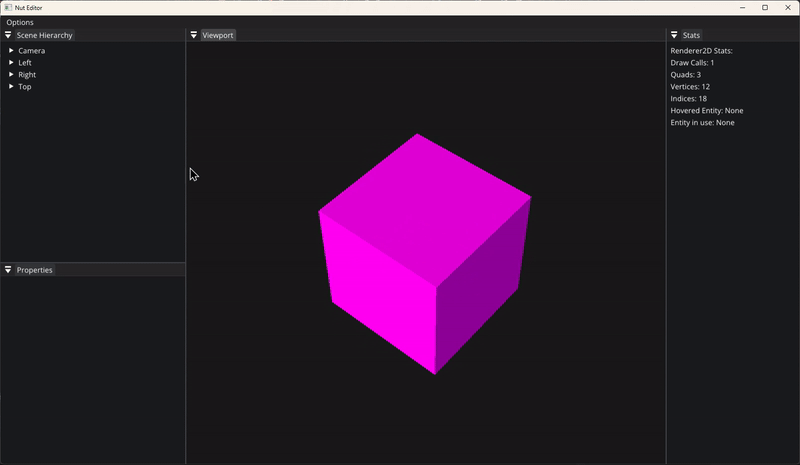 Nut Editor
Options
Scene Hierarchy
Camera
Left
Right
Top
Properties
Viewport
Stats
Renderer2D Stats:
Draw Calls: 1
Quads: 3
Vertices: 12
Indices: 18
Hovered Entity: None
Entity in use: None